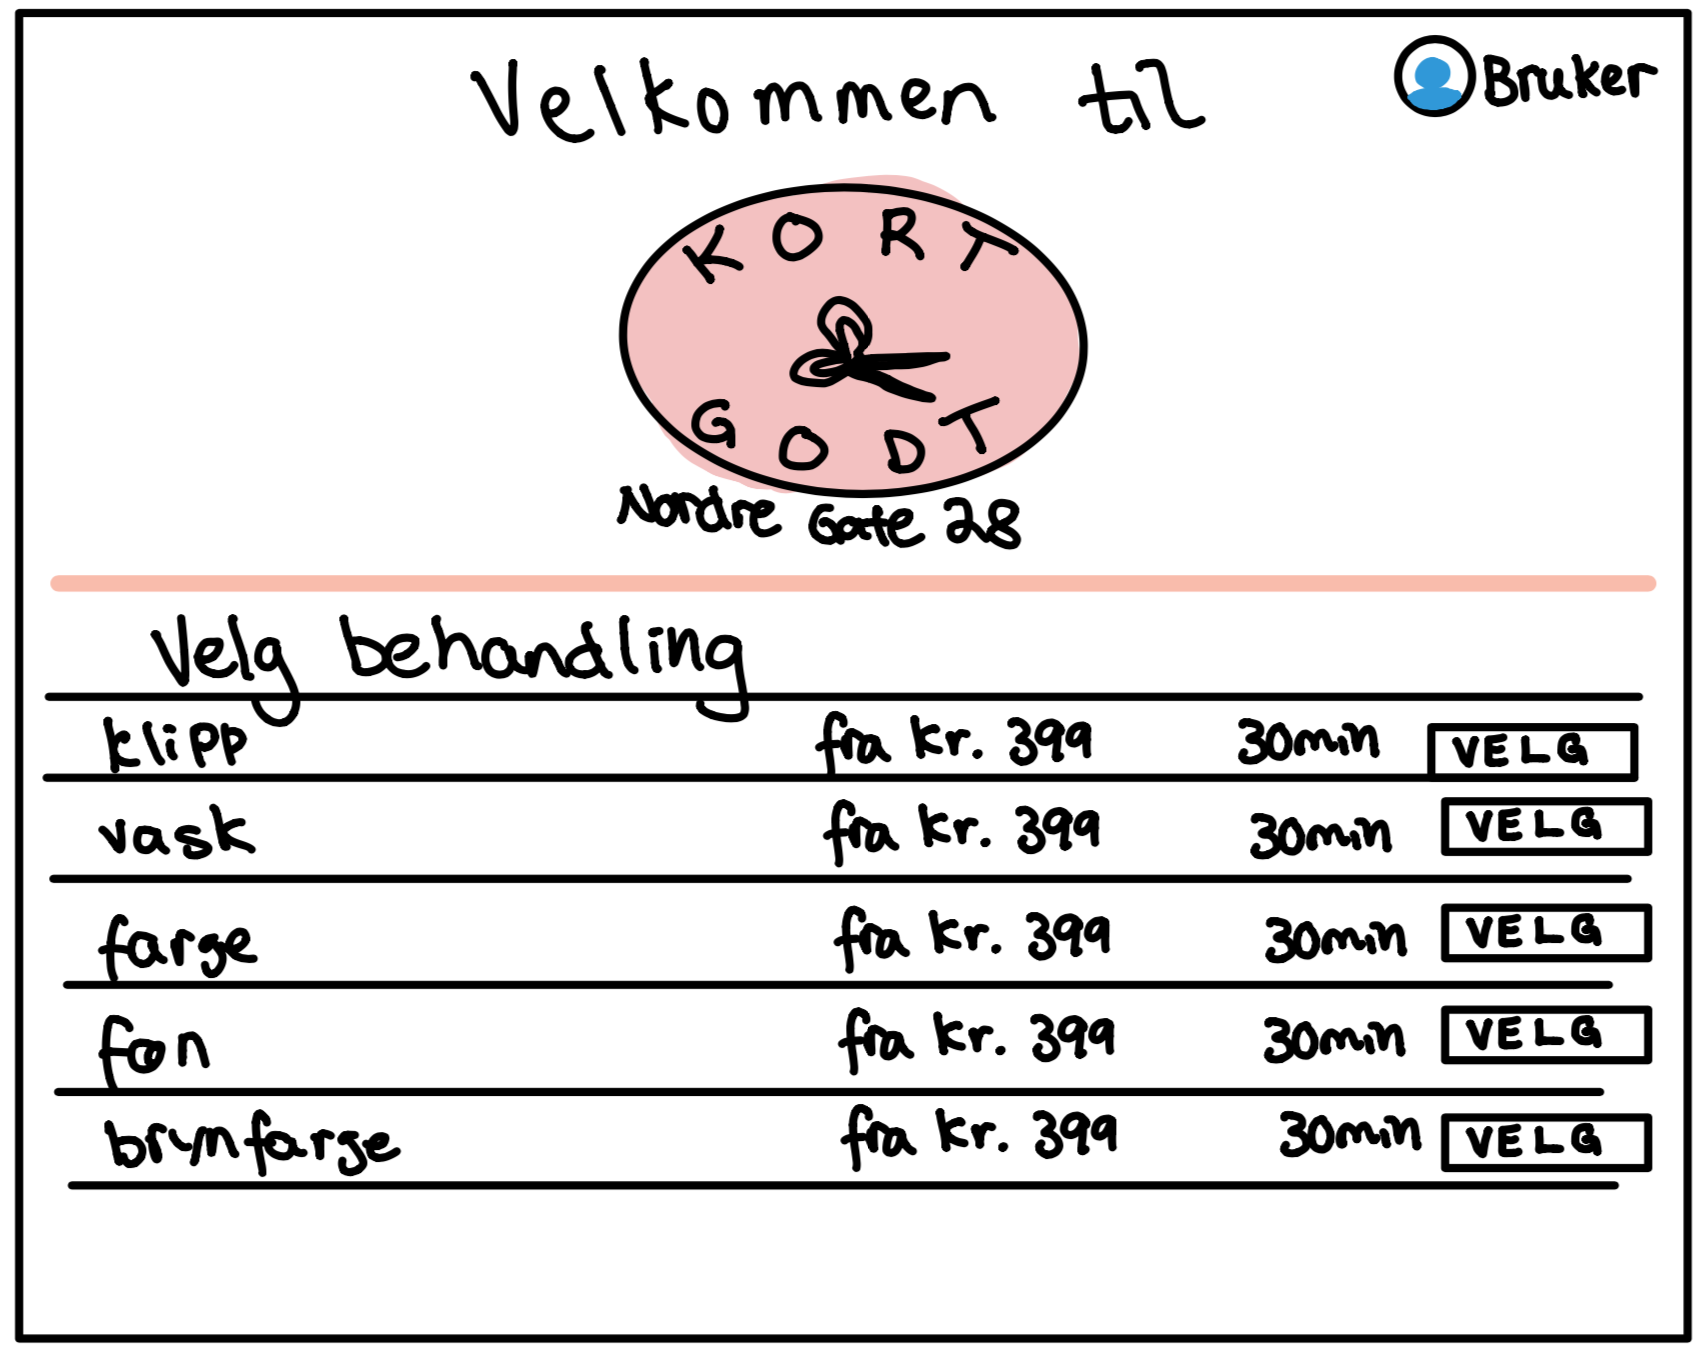 Velkommen til
Bruker
KORT
GODT
Nordre Gate 28
Velg behandling
klipp fra kr. 399 30min VELG
vask fra kr. 399 30min VELG
farge fra kr. 399 30min VELG
føn fra kr. 399 30min VELG
brynfarge fra kr. 399 30min VELG